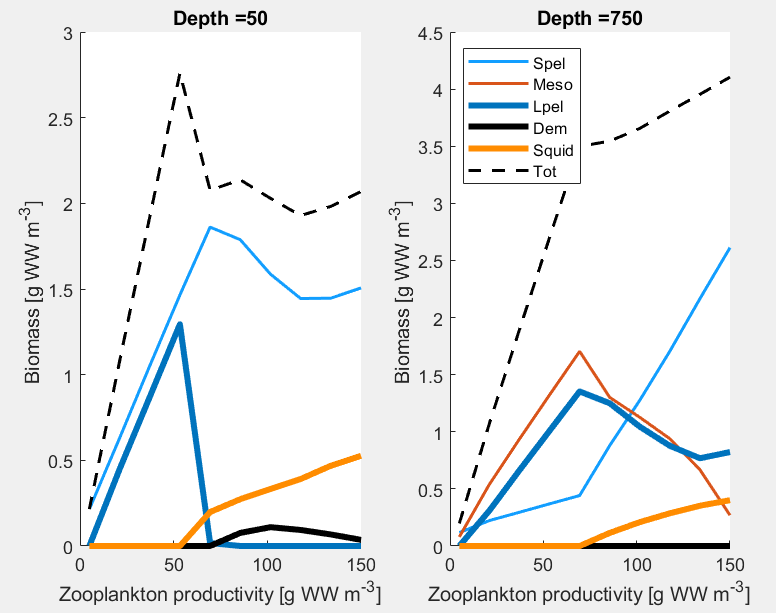 Depth =50
3
2.5
2
1.5
1
0.5
0
0
50
100
150
Biomass [g WW m-3]
Zooplankton productivity [g WW m-3]
Depth =750
4.5
4
3.5
3
2.5
2
1.5
1
0.5
0
0
50
100
150
Biomass [g WW m-3]
Zooplankton productivity [g WW m-3]
Spel
Meso
Lpel
Dem
Squid
Tot